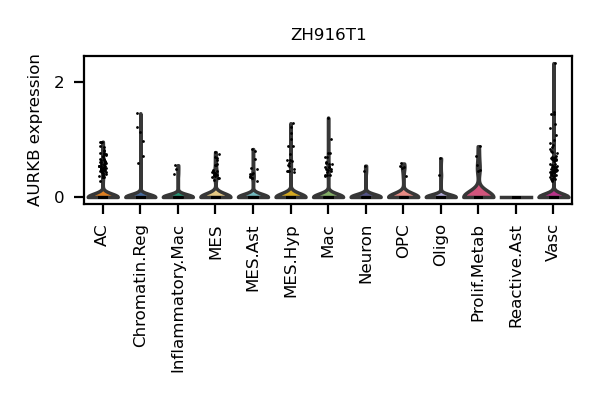 ZH916T1
AURKB expression
2
0
AC
Chromatin.Reg
Inflammatory.Mac
MES
MES.Ast
MES.Hyp
Mac
Neuron
OPC
Oligo
Prolif.Metab
Reactive.Ast
Vasc